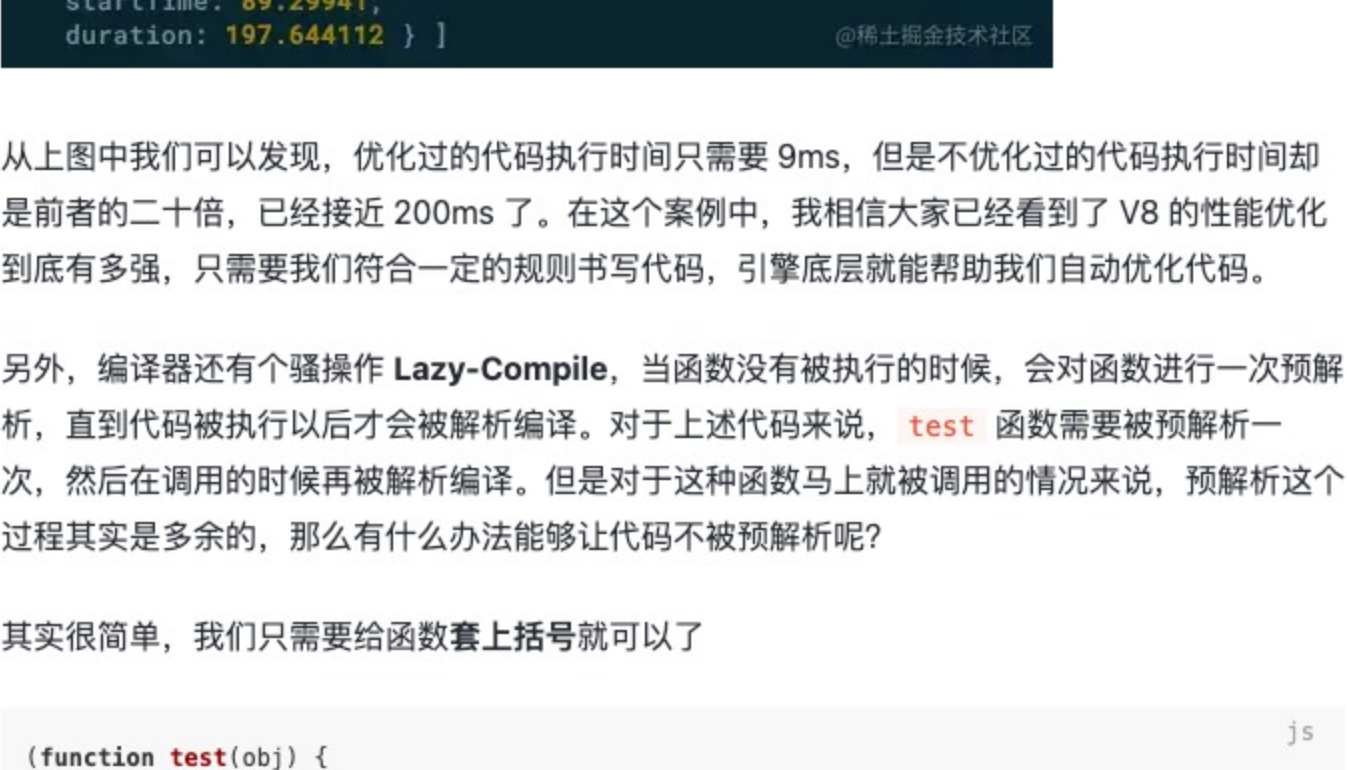 startTime: 89.29941,
duration: 197.644112 } ]
@稀土掘金技术社区
从上图中我们可以发现，优化过的代码执行时间只需要 9ms，但是不优化过的代码执行时间却
是前者的二十倍，已经接近 200ms 了。在这个案例中，我相信大家已经看到了 V8 的性能优化
到底有多强，只需要我们符合一定的规则书写代码，引擎底层就能帮助我们自动优化代码。
另外，编译器还有个骚操作 Lazy-Compile，当函数没有被执行的时候，会对函数进行一次预解
析，直到代码被执行以后才会被解析编译。对于上述代码来说， test 函数需要被预解析一
次，然后在调用的时候再被解析编译。但是对于这种函数马上就被调用的情况来说，预解析这个
过程其实是多余的，那么有什么办法能够让代码不被预解析呢？
其实很简单，我们只需要给函数套上括号就可以了
js
(function test(obj) {